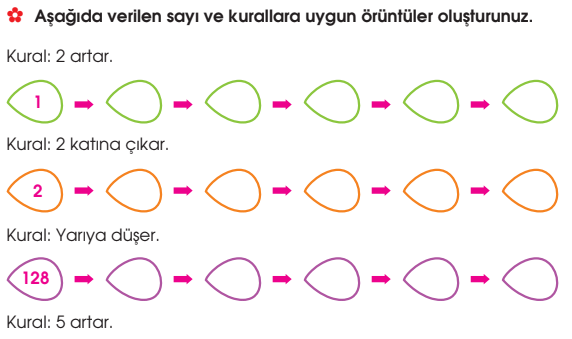 Aşağıda verilen sayı ve kurallara uygun örüntüler oluşturunuz.
Kural: 2 artar.
1
Kural: 2 katına çıkar.
2
Kural: Yarıya düşer.
128
Kural: 5 artar.